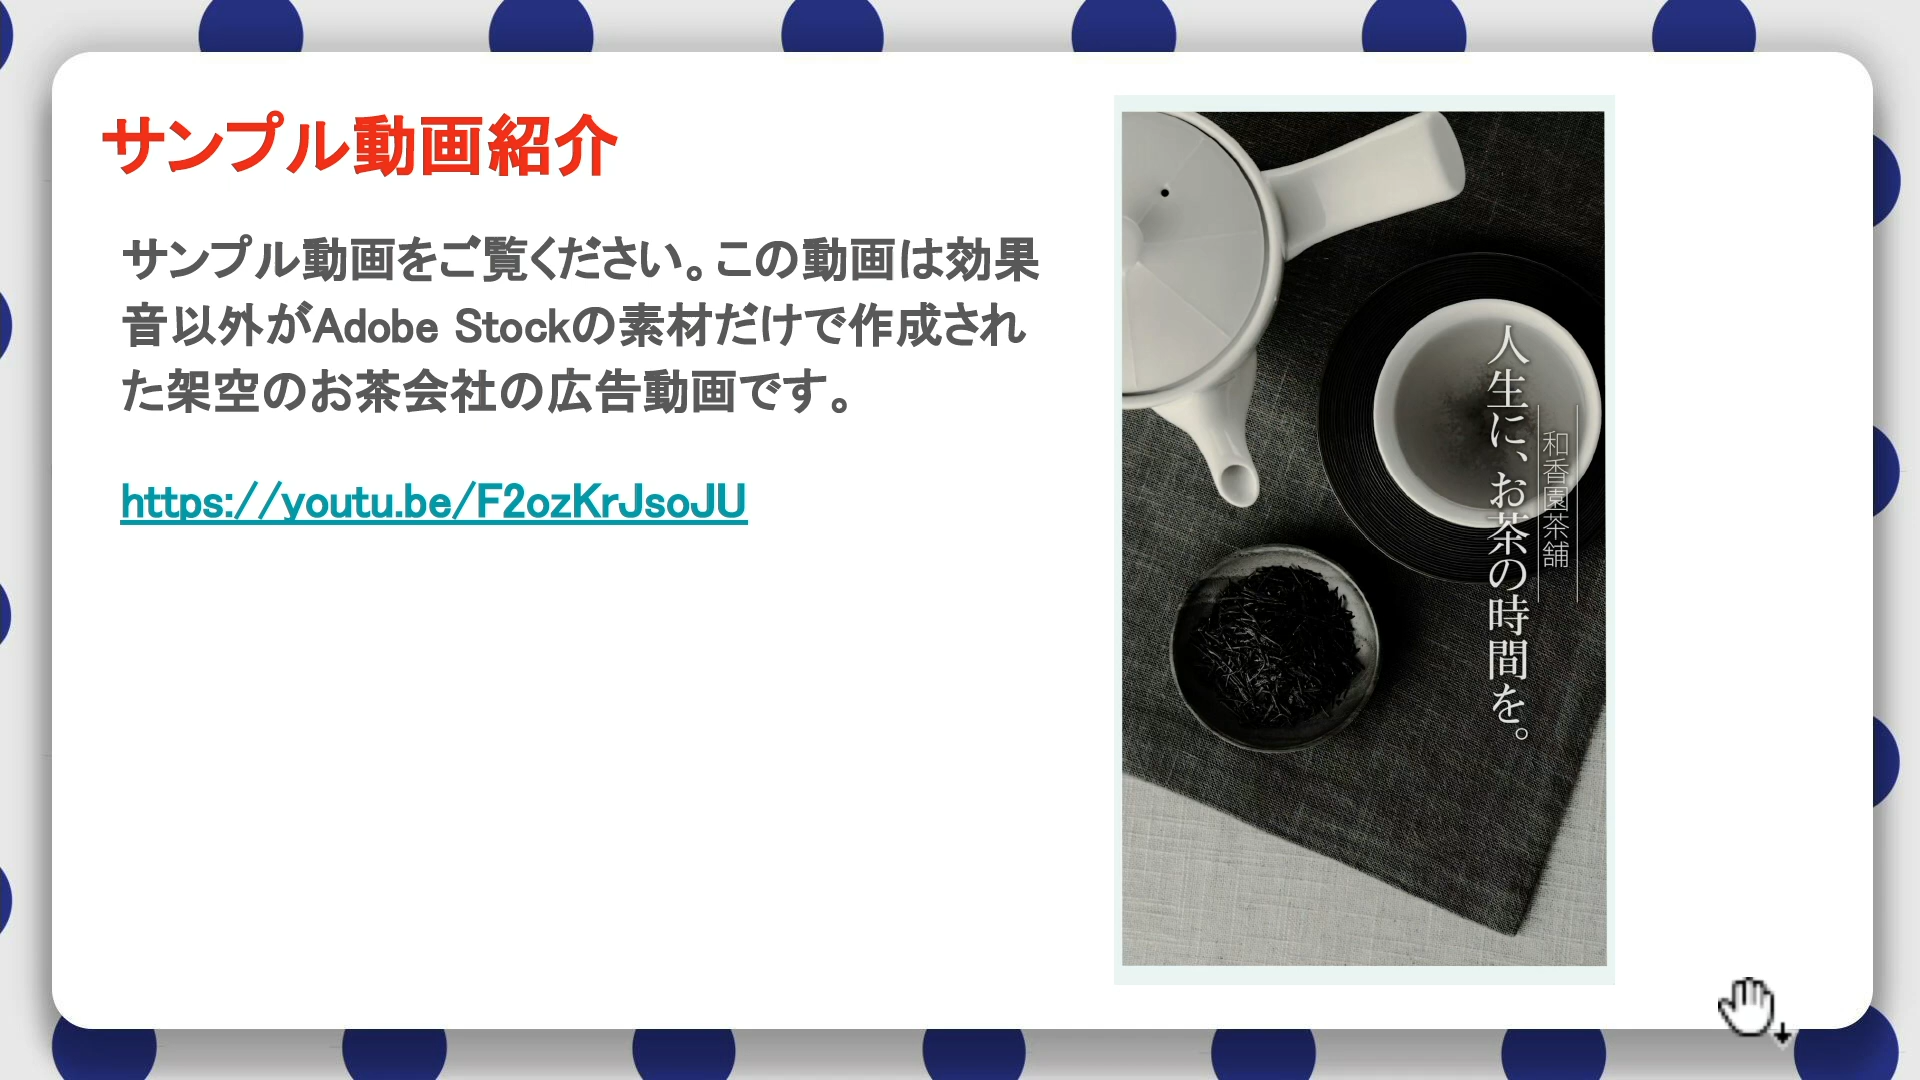 サンプル動画紹介
サンプル動画をご覧ください。この動画は効果
音以外がAdobe Stockの素材だけで作成され
た架空のお茶会社の広告動画です。
https://youtu.be/F2ozKrJsoJU
和香園茶舗
人生に、お茶の時間を。